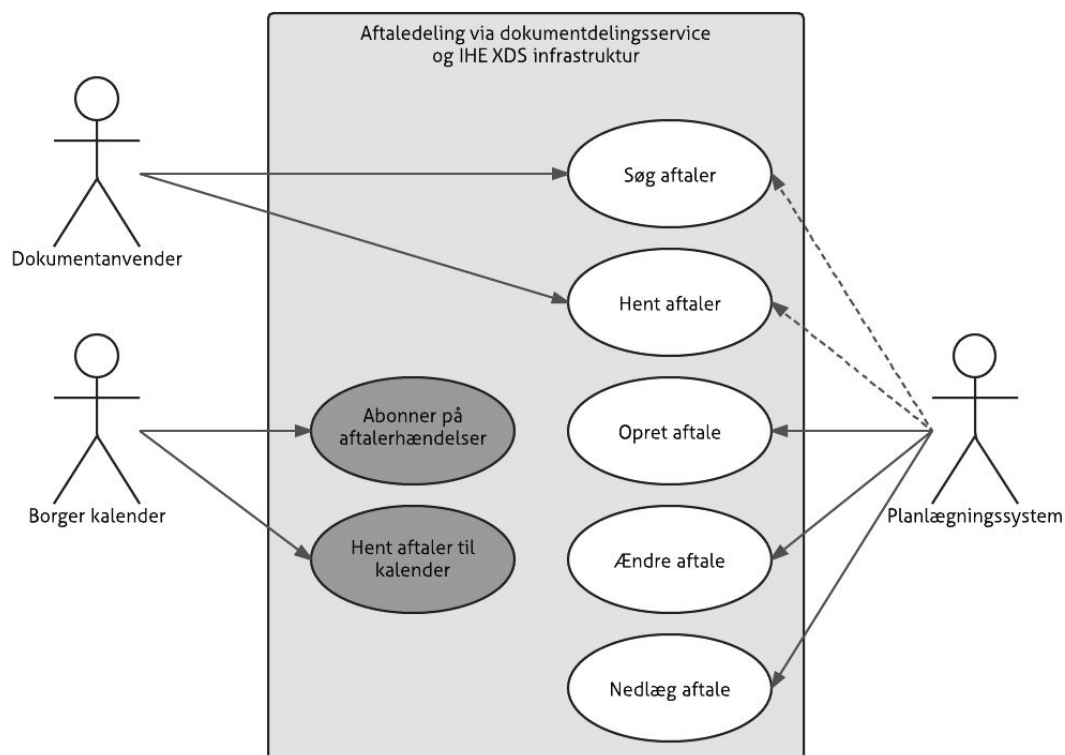 Aftaledeling via dokumentdelingsservice
og IHE XDS infrastruktur
Søg aftaler
Dokumentanvender
Hent aftaler
Abonner på
aftalerhændelser
Opret aftale
Borger kalender
Planlægningssystem
Hent aftaler til
kalender
Ændre aftale
Nedlæg aftale